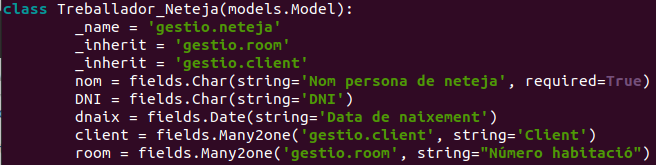 class Treballador_Neteja(models.Model):
_name = 'gestio.neteja'
_inherit = 'gestio.room'
_inherit = 'gestio.client'
nom = fields.Char(string='Nom persona de neteja', required=True)
DNI = fields.Char(string='DNI')
dnaix = fields.Date(string='Data de naixement')
client = fields.Many2one('gestio.client', string='Client')
room = fields.Many2one('gestio.room', string="Número habitació")